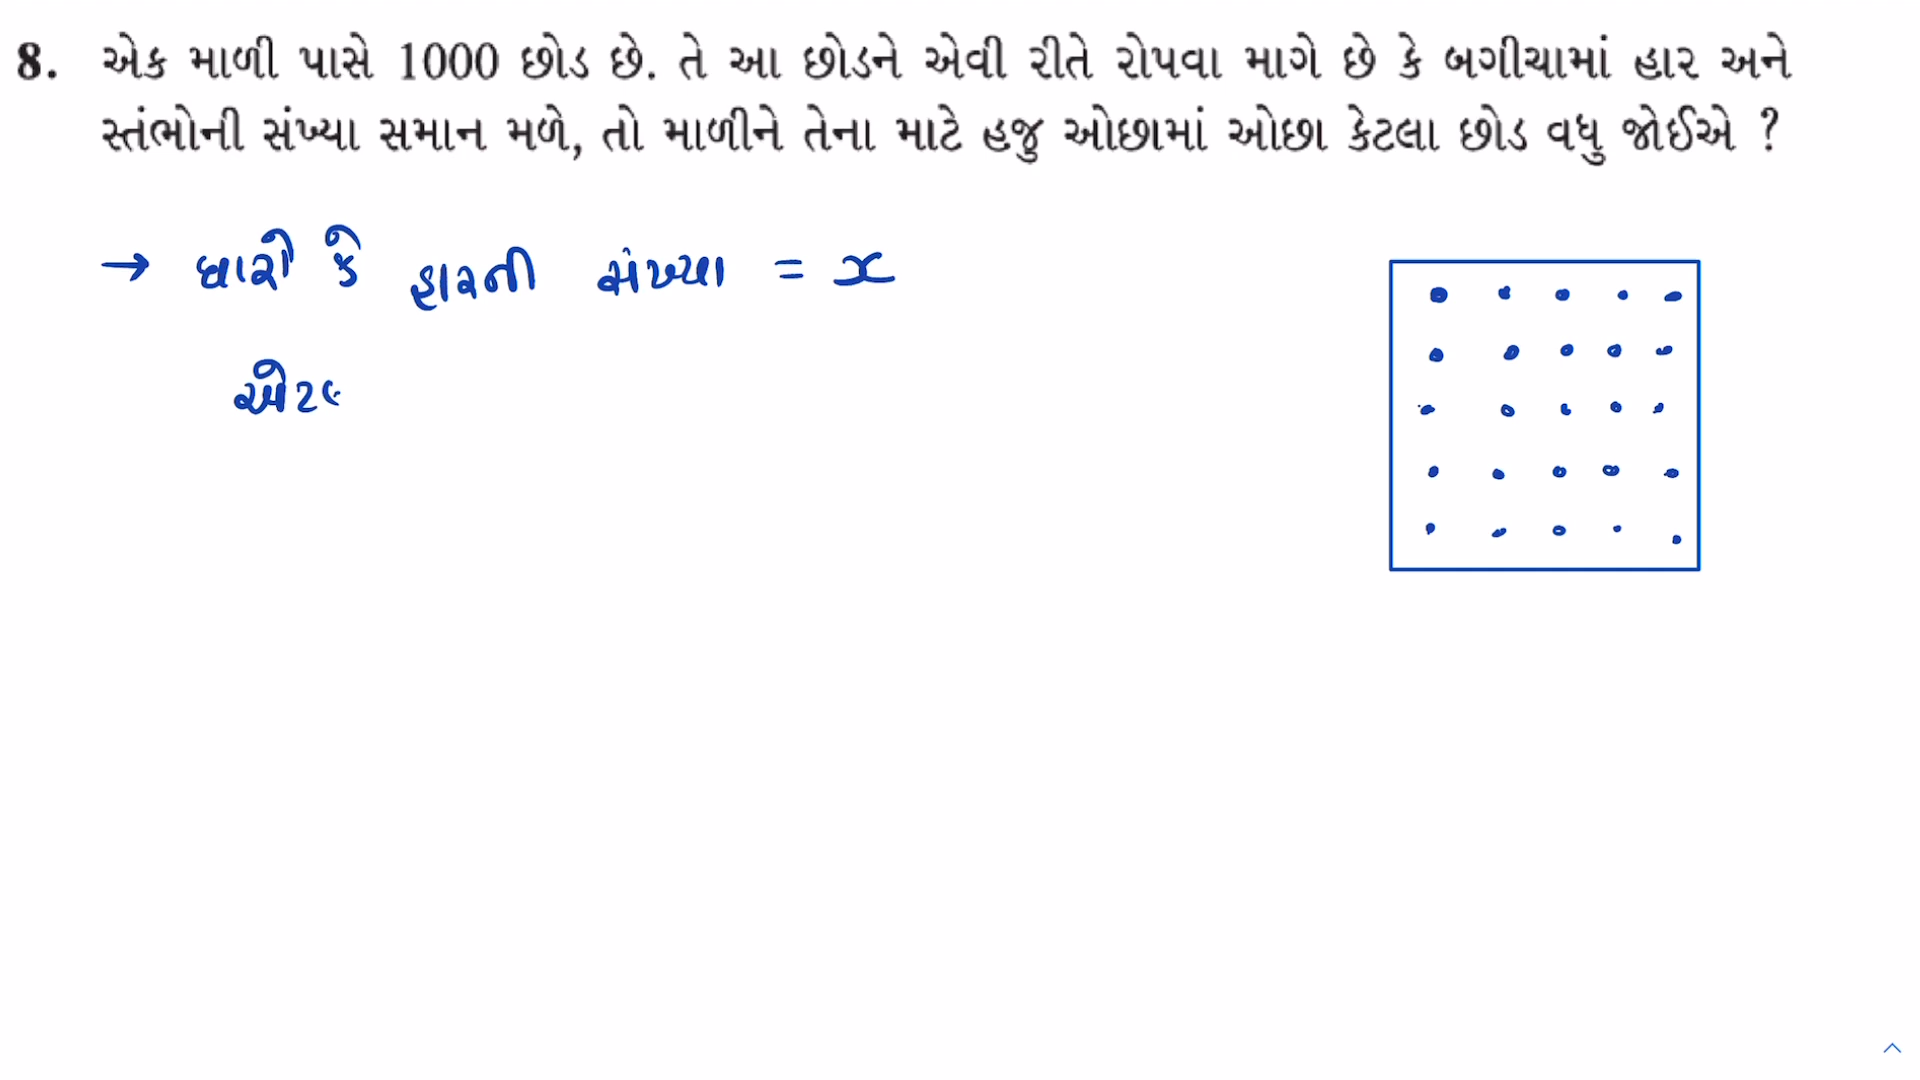 8. એક માળી પાસે 1000 છોડ છે. તે આ છોડને એવી રીતે રોપવા માગે છે કે બગીચામાં હાર અને
સ્તંભોની સંખ્યા સમાન મળે, તો માળીને તેના માટે હજુ ઓછામાં ઓછા કેટલા છોડ વધુ જોઈએ ?
→ ધારો કે હારની સંખ્યા = x